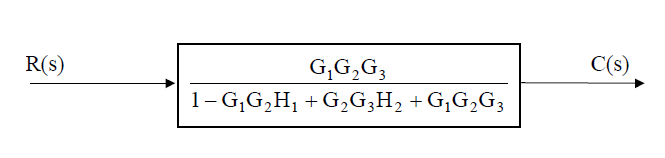 R(s)
G₁G₂G₃
1 − G₁G₂H₁ + G₂G₃H₂ + G₁G₂G₃
C(s)